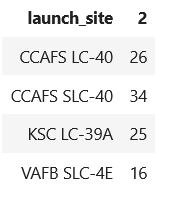 launch_site 2
CCAFS LC-40 26
CCAFS SLC-40 34
KSC LC-39A 25
VAFB SLC-4E 16